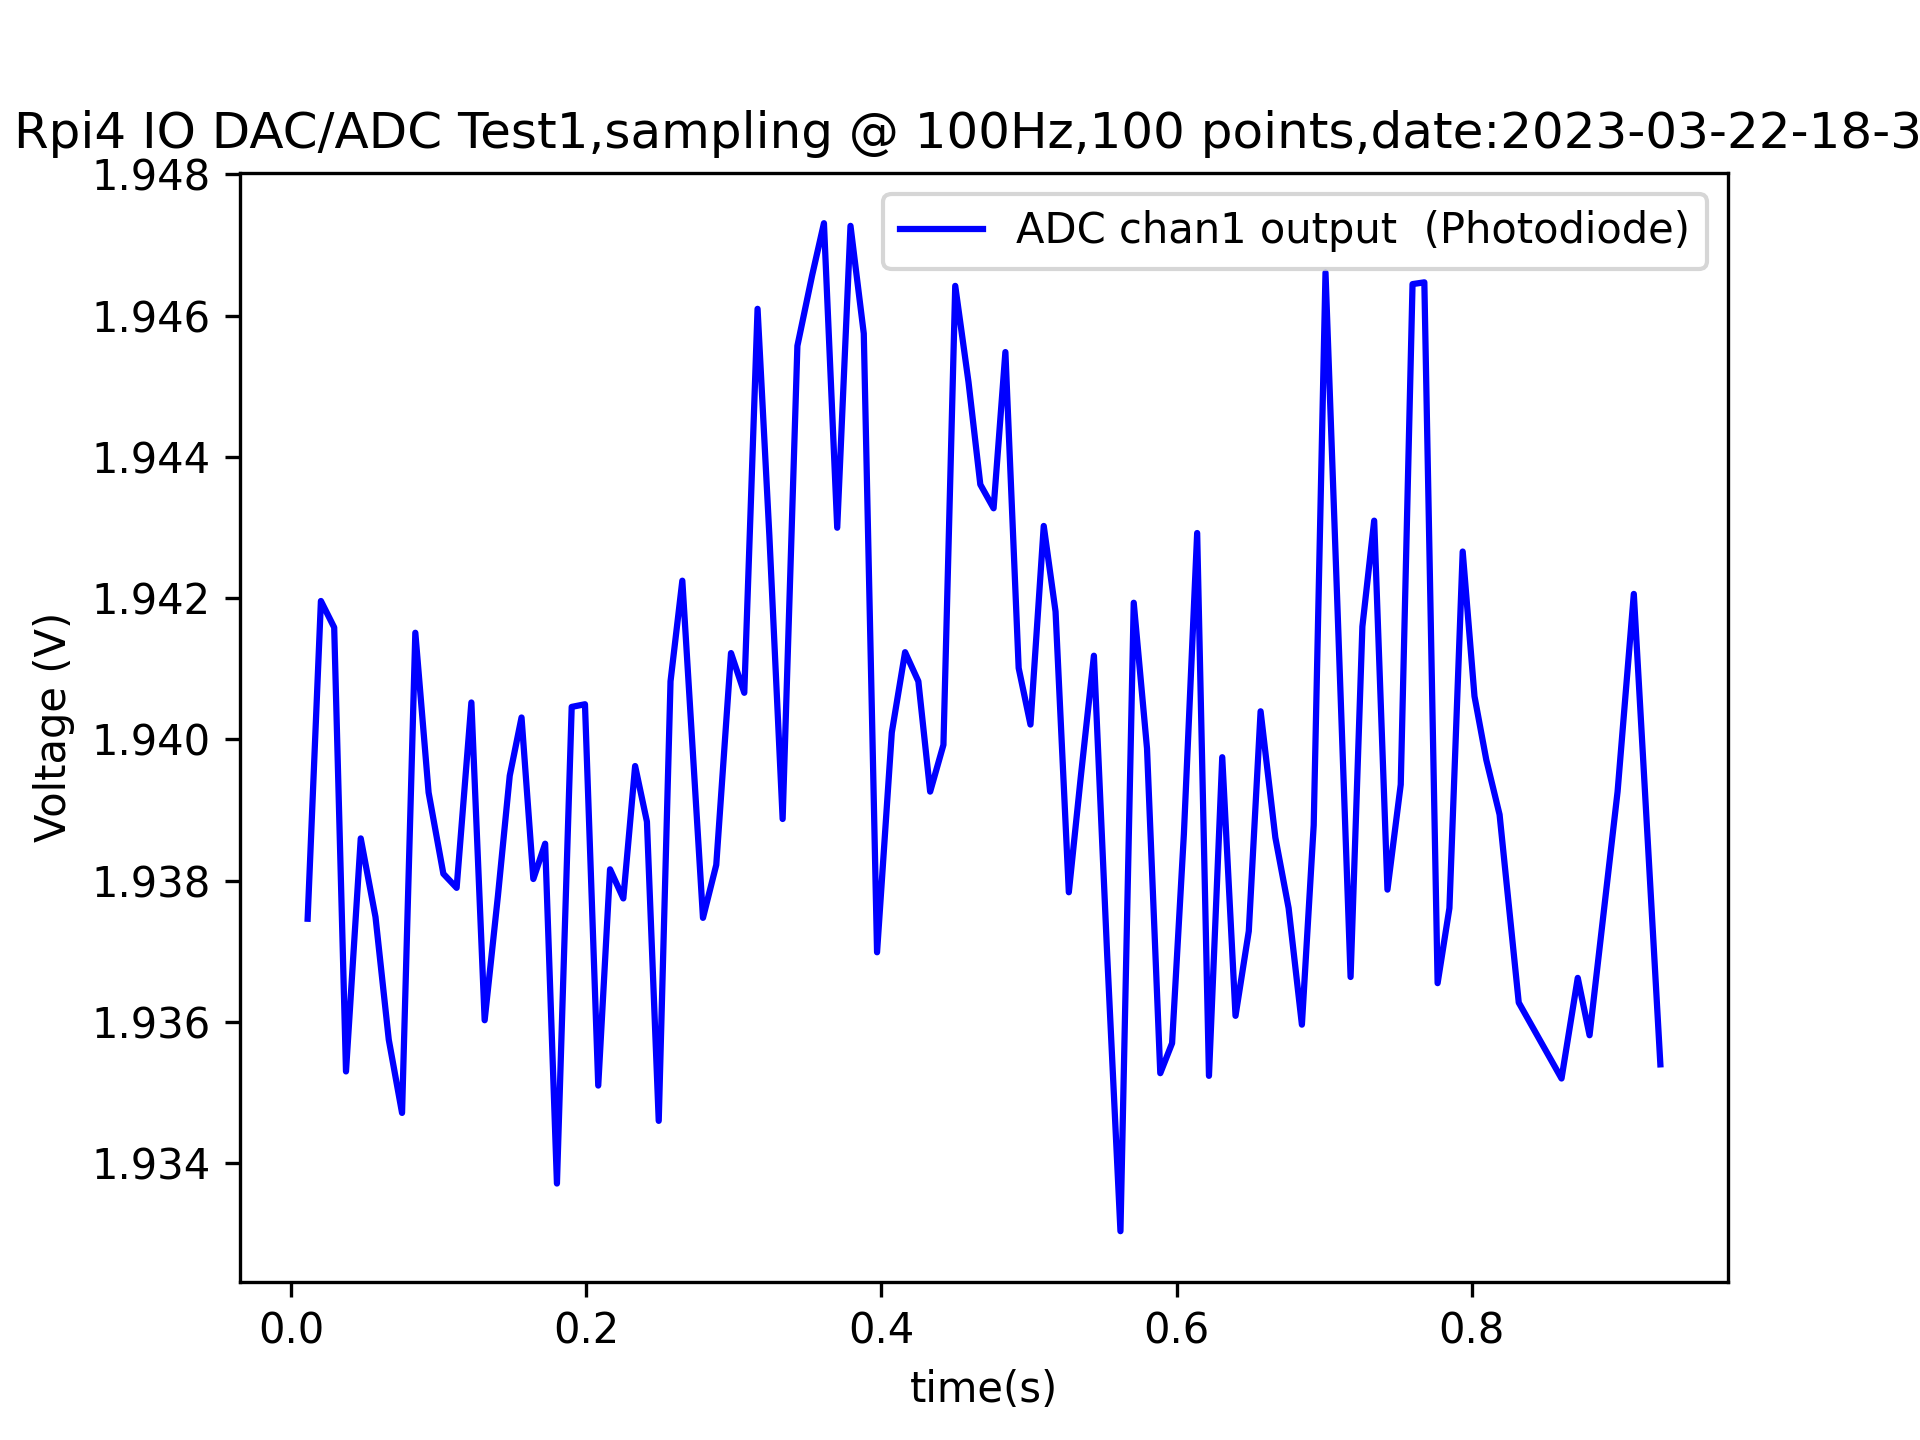 Rpi4 IO DAC/ADC Test1,sampling @ 100Hz,100 points,date:2023-03-22-18-3
ADC chan1 output  (Photodiode)
1.948
1.946
1.944
1.942
1.940
1.938
1.936
1.934
Voltage (V)
0.0 0.2 0.4 0.6 0.8
time(s)